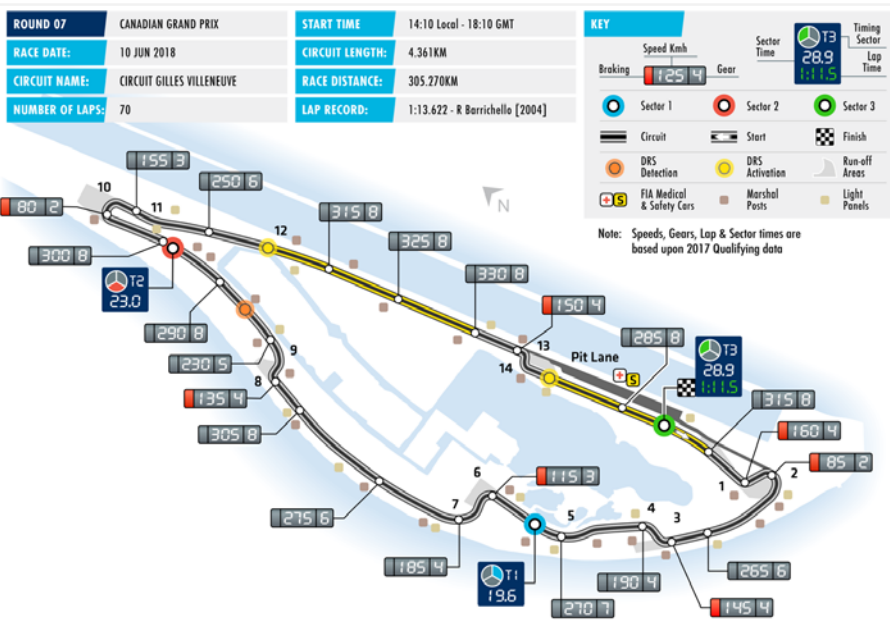 ROUND 07 CANADIAN GRAND PRIX
RACE DATE: 10 JUN 2018
CIRCUIT NAME: CIRCUIT GILLES VILLENEUVE
NUMBER OF LAPS: 70
START TIME 14:10 Local - 18:10 GMT
CIRCUIT LENGTH: 4.361KM
RACE DISTANCE: 305.270KM
LAP RECORD: 1:13.622 - R Barrichello [2004]
KEY
Speed Kmh
Braking 125 4 Gear
Sector Time
T3
28.9
1:11.5
Timing Sector
Lap Time
Sector 1
Sector 2
Sector 3
Circuit
Start
Finish
DRS Detection
DRS Activation
Run-off Areas
S
FIA Medical & Safety Cars
Marshal Posts
Light Panels
Note: Speeds, Gears, Lap & Sector times are
based upon 2017 Qualifying data
N
155 3
10
11
250 6
80 2
12
315 8
325 8
300 8
T2
23.0
330 8
150 4
290 8
13
285 8
230 5
9
14
Pit Lane
S
T3
28.9
1:11.5
8
135 4
315 8
305 8
160 4
85 2
2
1
6
115 3
275 6
7
5
4
3
185 4
T1
19.6
190 4
265 6
270 7
145 4